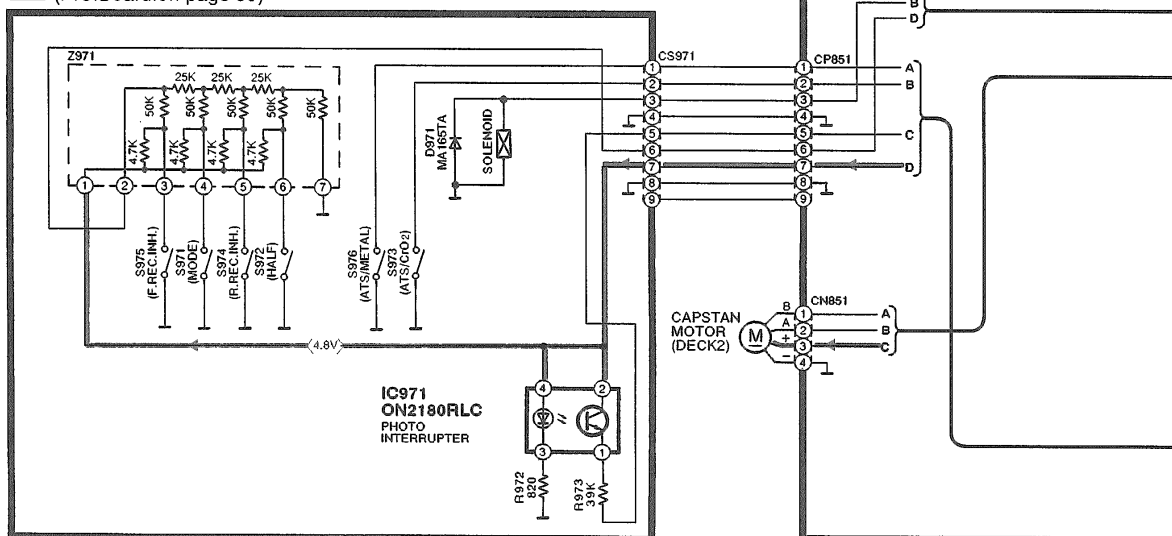 B
D
Z971
25K 25K 25K
50K 50K 50K 50K 50K
4.7K 4.7K 4.7K 4.7K
1 2 3 4 5 6 7
S975
(F.REC.INH.)
S971
(MODE)
S974
(R.REC.INH.)
S972
(HALF)
S976
(ATS/METAL)
S973
(ATS/CrO2)
D971
MA165TA
SOLENOID
CS971
1
2
3
4
5
6
7
8
9
CP851
1 A
2 B
3
4
5 C
6
7 D
8
9
4.8V
IC971
ON2180RLC
PHOTO
INTERRUPTER
4 2
3 1
R972
820
R973
39K
CAPSTAN
MOTOR
(DECK2)
M
B
A
+
−
CN851
1 A
2 B
3 C
4